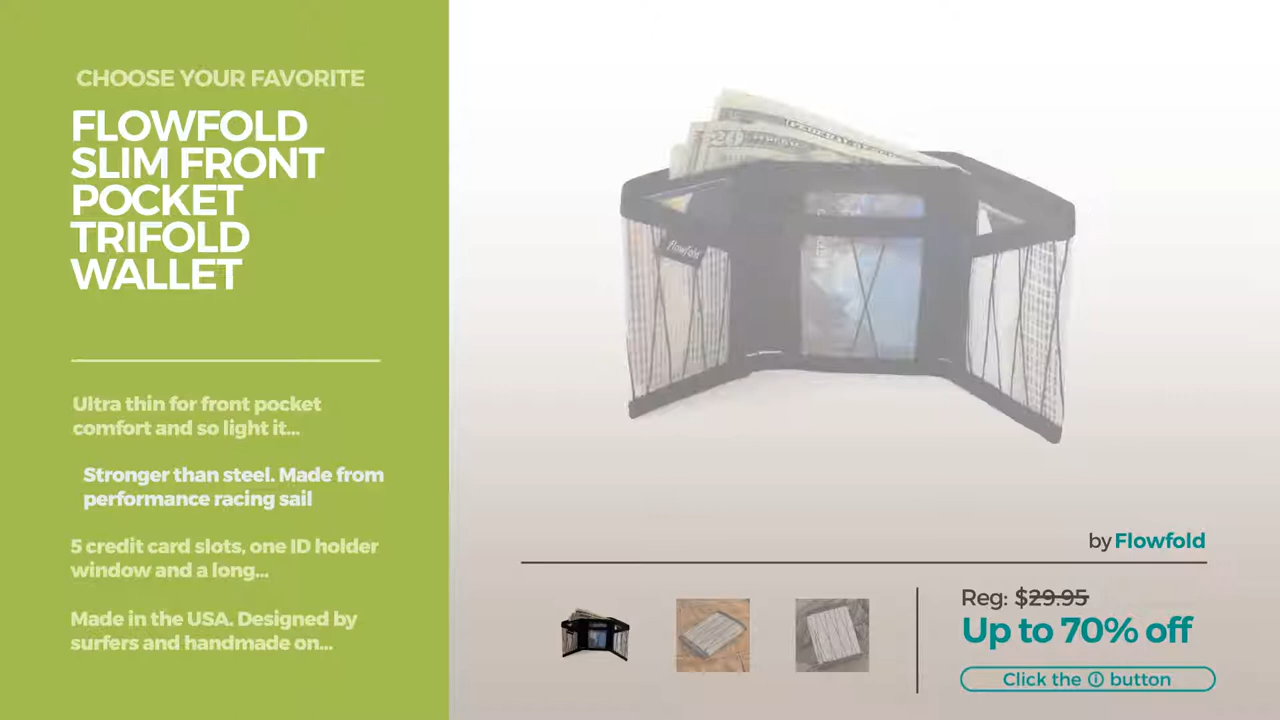 CHOOSE YOUR FAVORITE
FLOWFOLD
SLIM FRONT
POCKET
TRIFOLD
WALLET
Ultra thin for front pocket
comfort and so light it...
Stronger than steel. Made from
performance racing sail
5 credit card slots, one ID holder
window and a long...
Made in the USA. Designed by
surfers and handmade on...
20
flowfold
by Flowfold
Reg: $29.95
Up to 70% off
Click the ⓘ button